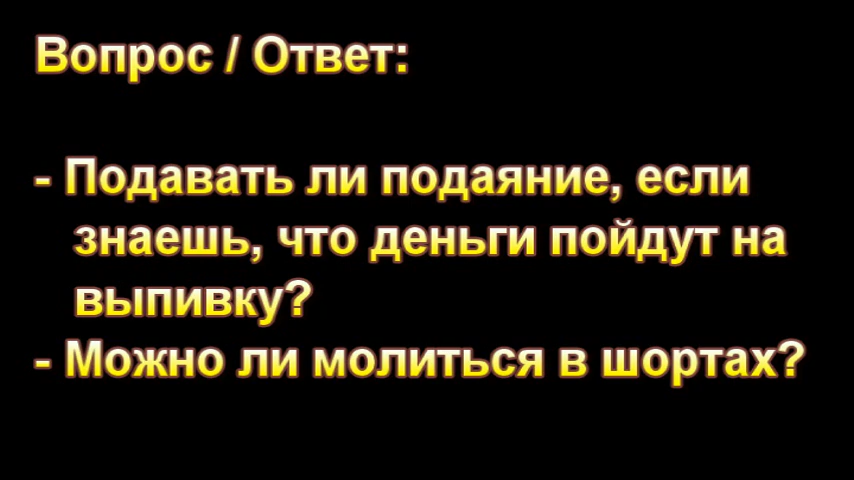 Вопрос / Ответ:
- Подавать ли подаяние, если
знаешь, что деньги пойдут на
выпивку?
- Можно ли молиться в шортах?